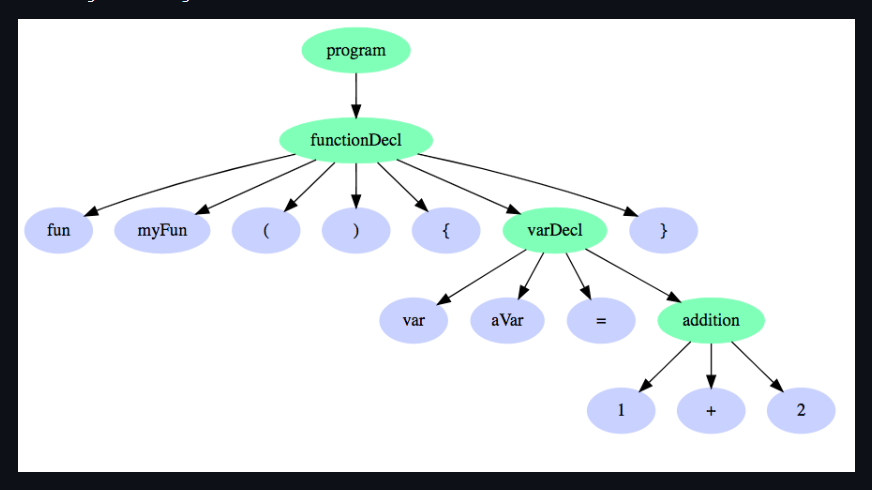 program
functionDecl
fun myFun ( ) { varDecl }
var aVar = addition
1 + 2